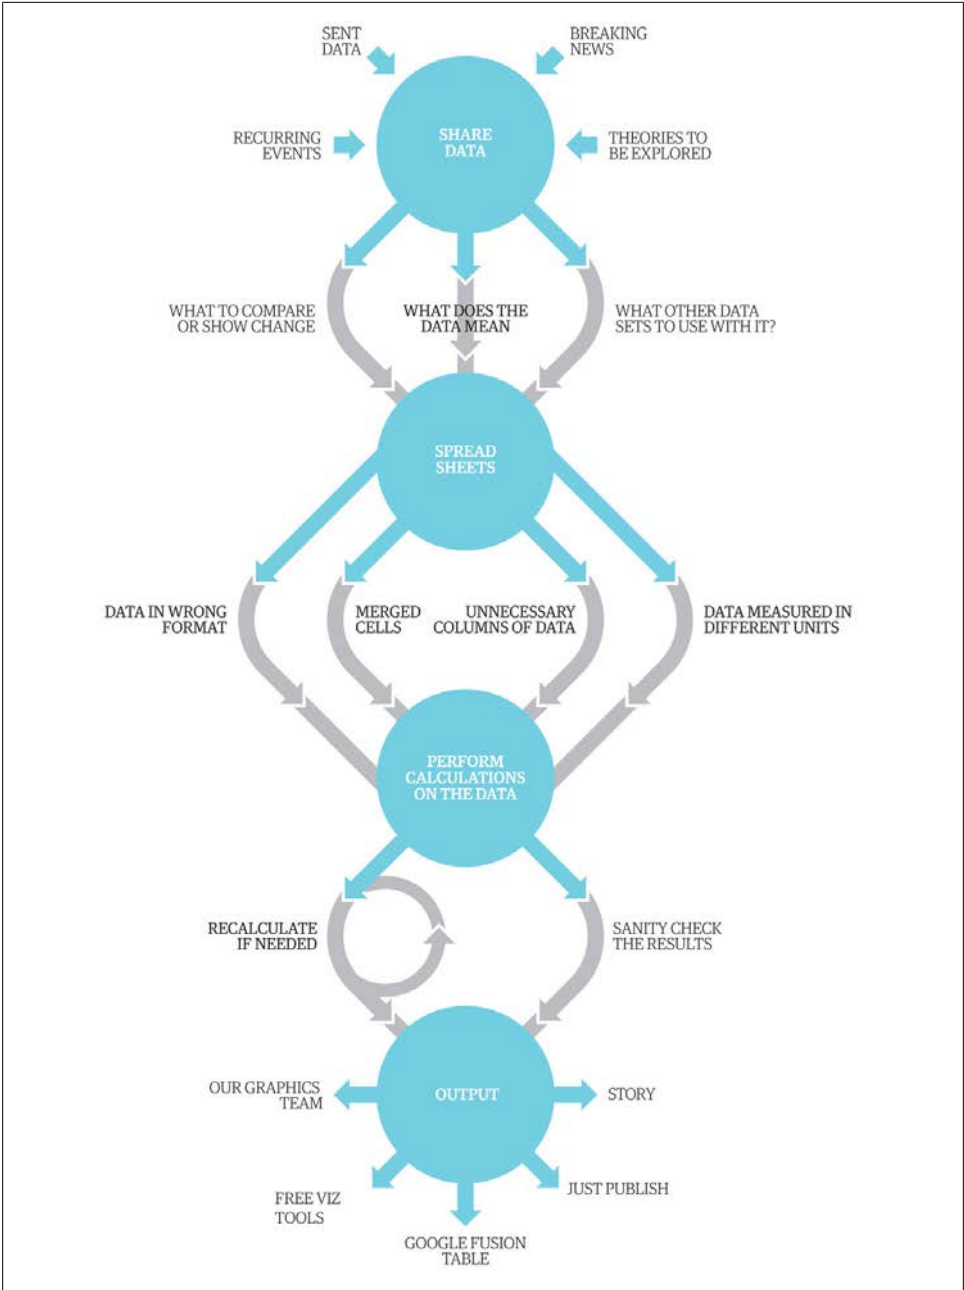 SENT
DATA
BREAKING
NEWS
RECURRING
EVENTS
SHARE
DATA
THEORIES TO
BE EXPLORED
WHAT TO COMPARE
OR SHOW CHANGE
WHAT DOES THE
DATA MEAN
WHAT OTHER DATA
SETS TO USE WITH IT?
SPREAD
SHEETS
DATA IN WRONG
FORMAT
MERGED
CELLS
UNNECESSARY
COLUMNS OF DATA
DATA MEASURED IN
DIFFERENT UNITS
PERFORM
CALCULATIONS
ON THE DATA
RECALCULATE
IF NEEDED
SANITY CHECK
THE RESULTS
OUR GRAPHICS
TEAM
OUTPUT
STORY
FREE VIZ
TOOLS
JUST PUBLISH
GOOGLE FUSION
TABLE